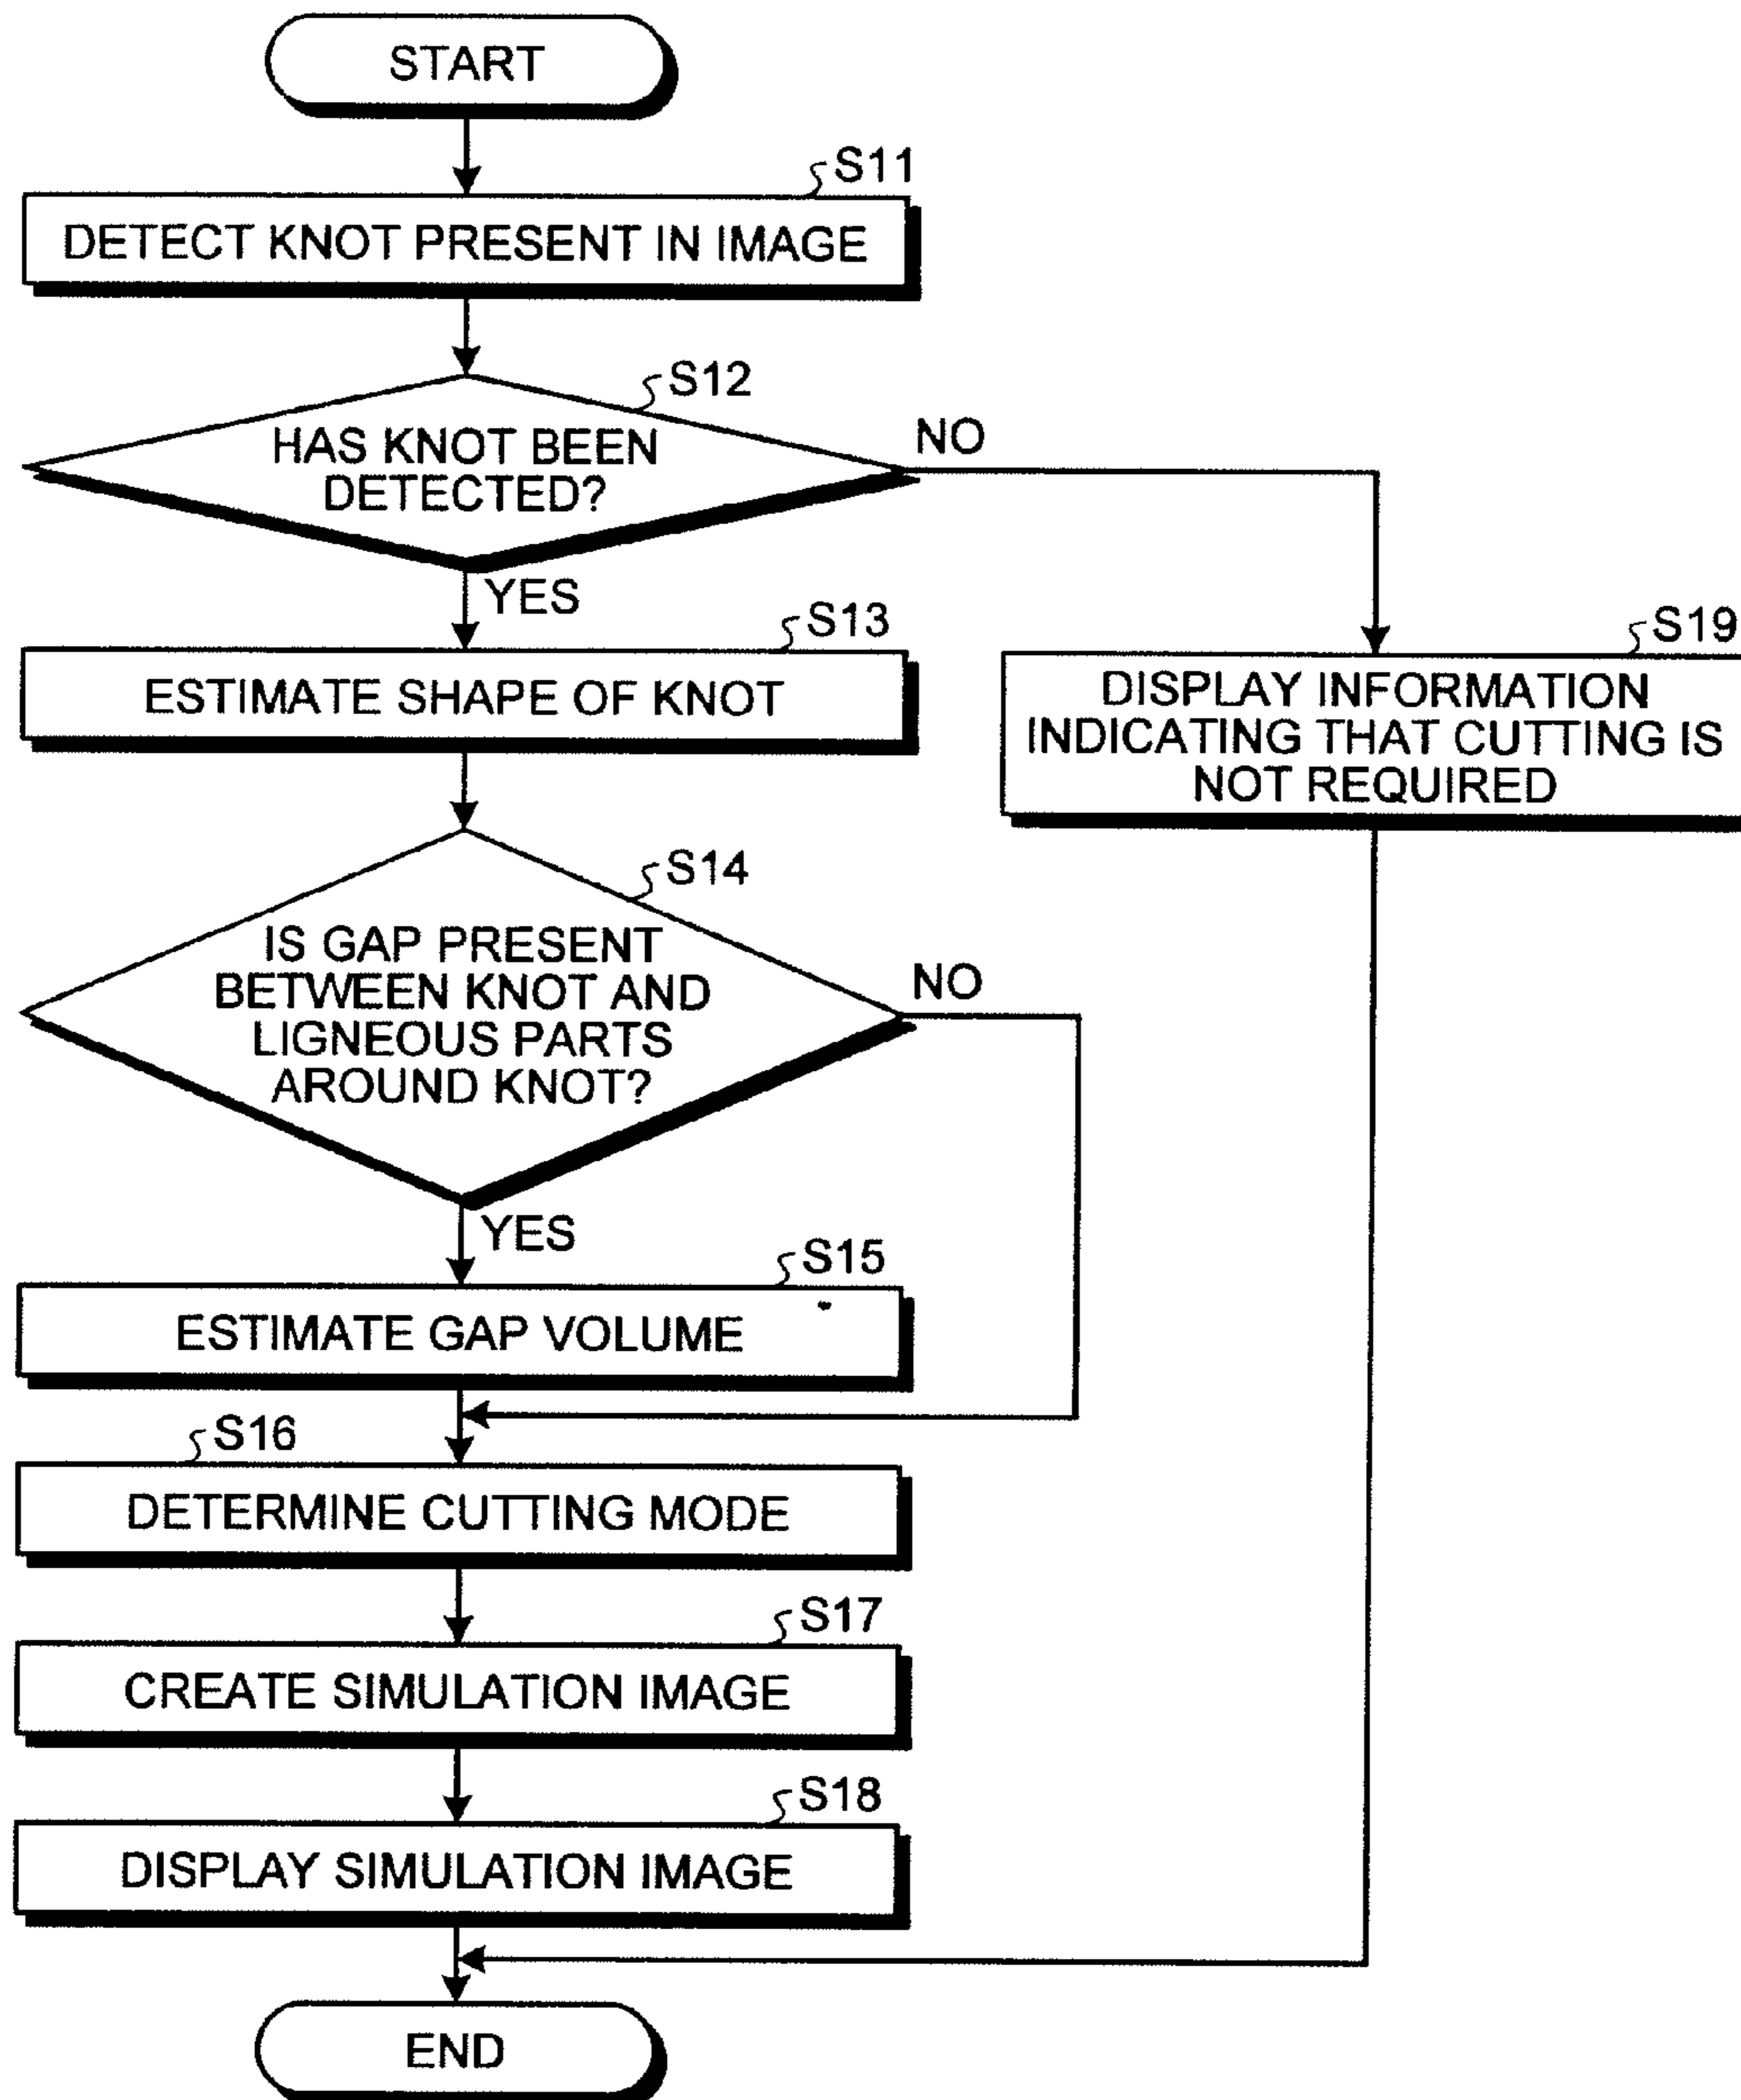 START
S11
DETECT KNOT PRESENT IN IMAGE
S12
HAS KNOT BEEN
DETECTED?
NO
YES
S13
ESTIMATE SHAPE OF KNOT
S19
DISPLAY INFORMATION
INDICATING THAT CUTTING IS
NOT REQUIRED
S14
IS GAP PRESENT
BETWEEN KNOT AND
LIGNEOUS PARTS
AROUND KNOT?
NO
YES
S15
ESTIMATE GAP VOLUME
S16
DETERMINE CUTTING MODE
S17
CREATE SIMULATION IMAGE
S18
DISPLAY SIMULATION IMAGE
END